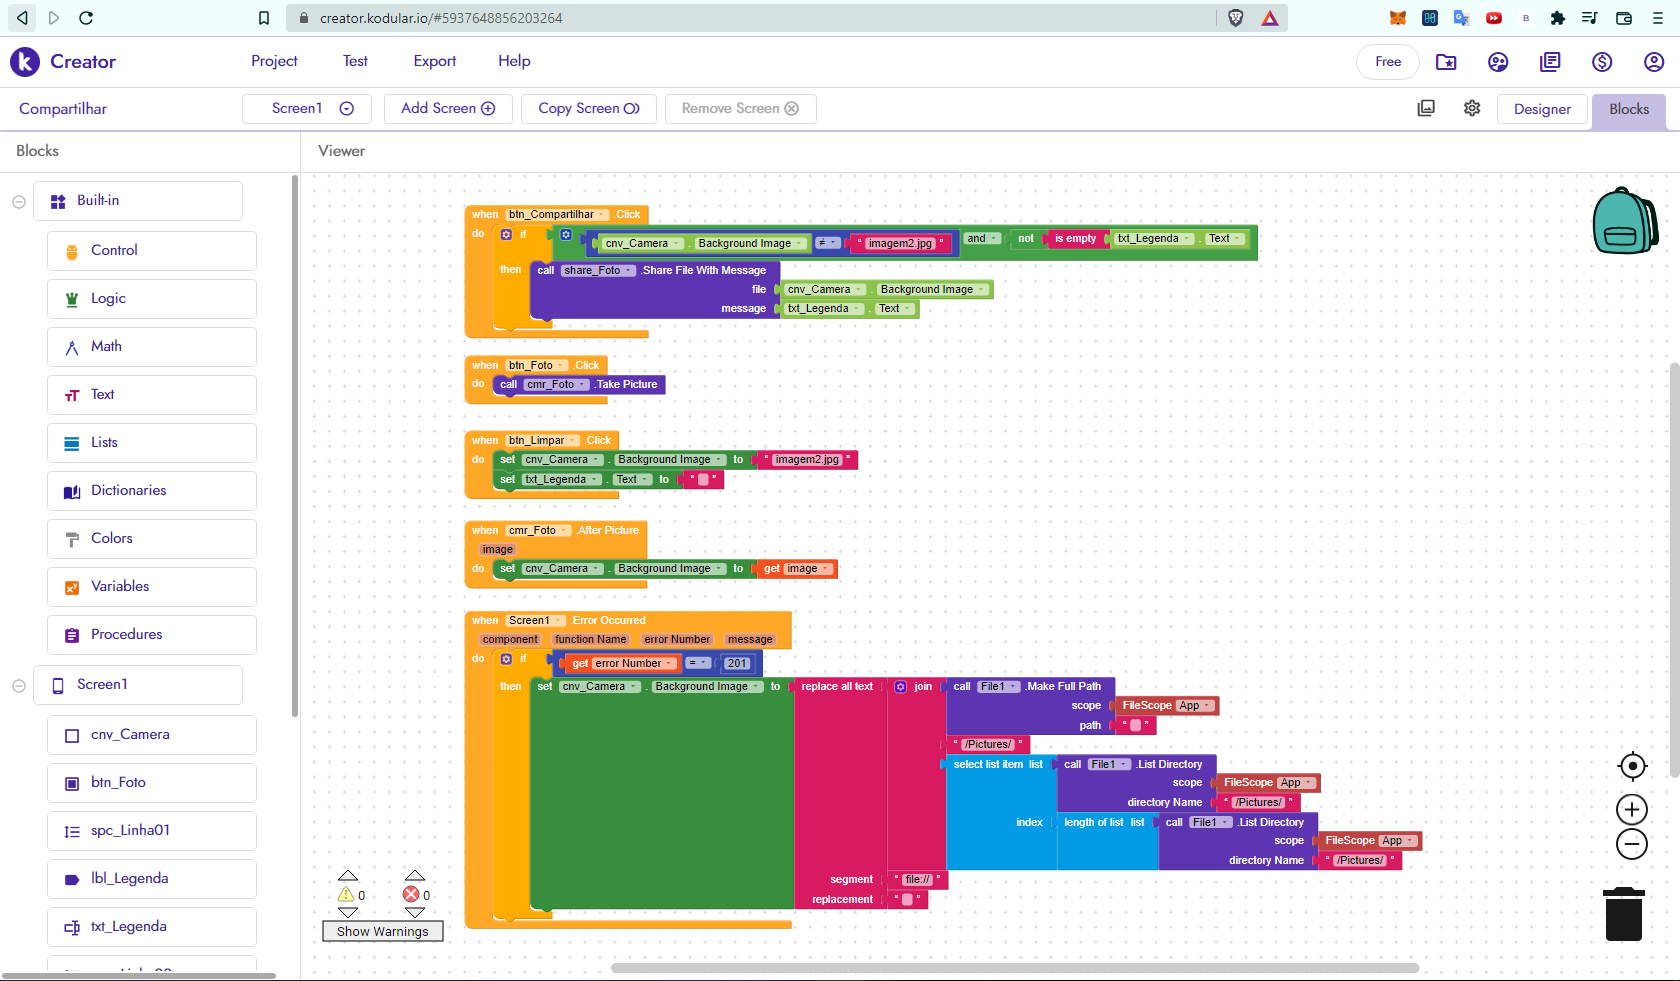 creator.kodular.io/#5937648856203264
Creator
Project Test Export Help
Free
Compartilhar
Screen1
Add Screen
Copy Screen
Remove Screen
Designer
Blocks
Blocks
Viewer
Built-in
Control
Logic
Math
Text
Lists
Dictionaries
Colors
Variables
Procedures
Screen1
cnv_Camera
btn_Foto
spc_Linha01
lbl_Legenda
txt_Legenda
when btn_Compartilhar .Click
do if cnv_Camera . Background Image ≠ " imagem2.jpg " and not is empty txt_Legenda . Text
then call share_Foto .Share File With Message
file cnv_Camera . Background Image
message txt_Legenda . Text
when btn_Foto .Click
do call cmr_Foto .Take Picture
when btn_Limpar .Click
do set cnv_Camera . Background Image to " imagem2.jpg "
set txt_Legenda . Text to " "
when cmr_Foto .After Picture
image
do set cnv_Camera . Background Image to get image
when Screen1 .Error Occurred
component function Name error Number message
do if get error Number = 201
then set cnv_Camera . Background Image to replace all text join call File1 .Make Full Path
scope FileScope App
path " "
" /Pictures/ "
select list item list call File1 .List Directory
scope FileScope App
directory Name " /Pictures/ "
index length of list list call File1 .List Directory
scope FileScope App
directory Name " /Pictures/ "
segment " file:// "
replacement " "
0 0
Show Warnings